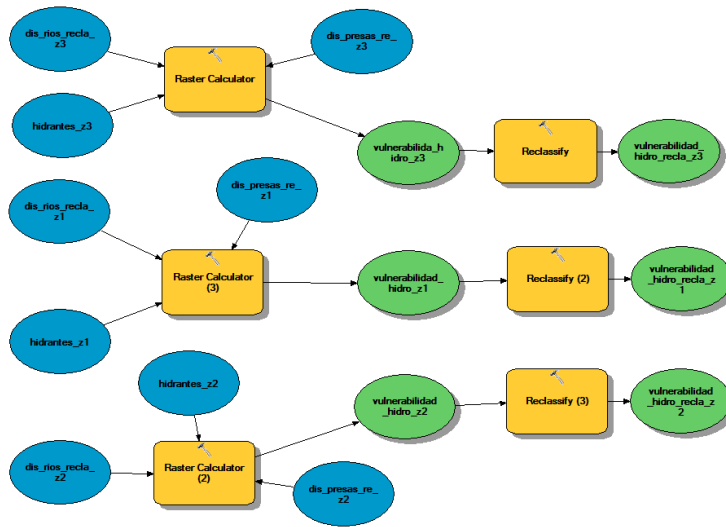 dis_rios_recla_
z3
dis_presas_re_
z3
Raster Calculator
hidrantes_z3
vulnerabilida_h
idro_z3
Reclassify
vulnerabilidad_
hidro_recla_z3
dis_rios_recla_
z1
dis_presas_re_
z1
Raster Calculator
(3)
vulnerabilidad_
hidro_z1
Reclassify (2)
vulnerabilidad
_hidro_recla_z
1
hidrantes_z1
hidrantes_z2
vulnerabilidad
_hidro_z2
Reclassify (3)
vulnerabilidad
_hidro_recla_z
2
dis_rios_recla_
z2
Raster Calculator
(2)
dis_presas_re_
z2